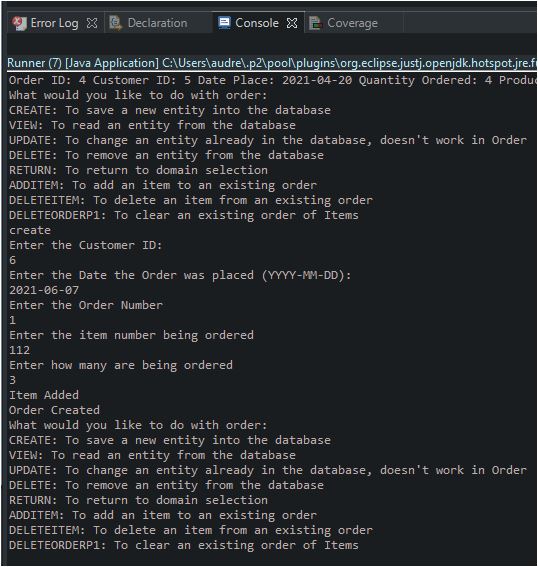 Error Log Declaration Console Coverage
Runner (7) [Java Application] C:\Users\audre\.p2\pool\plugins\org.eclipse.justj.openjdk.hotspot.jre.fu
Order ID: 4 Customer ID: 5 Date Place: 2021-04-20 Quantity Ordered: 4 Produc
What would you like to do with order:
CREATE: To save a new entity into the database
VIEW: To read an entity from the database
UPDATE: To change an entity already in the database, doesn't work in Order
DELETE: To remove an entity from the database
RETURN: To return to domain selection
ADDITEM: To add an item to an existing order
DELETEITEM: To delete an item from an existing order
DELETEORDERP1: To clear an existing order of Items
create
Enter the Customer ID:
6
Enter the Date the Order was placed (YYYY-MM-DD):
2021-06-07
Enter the Order Number
1
Enter the item number being ordered
112
Enter how many are being ordered
3
Item Added
Order Created
What would you like to do with order:
CREATE: To save a new entity into the database
VIEW: To read an entity from the database
UPDATE: To change an entity already in the database, doesn't work in Order
DELETE: To remove an entity from the database
RETURN: To return to domain selection
ADDITEM: To add an item to an existing order
DELETEITEM: To delete an item from an existing order
DELETEORDERP1: To clear an existing order of Items